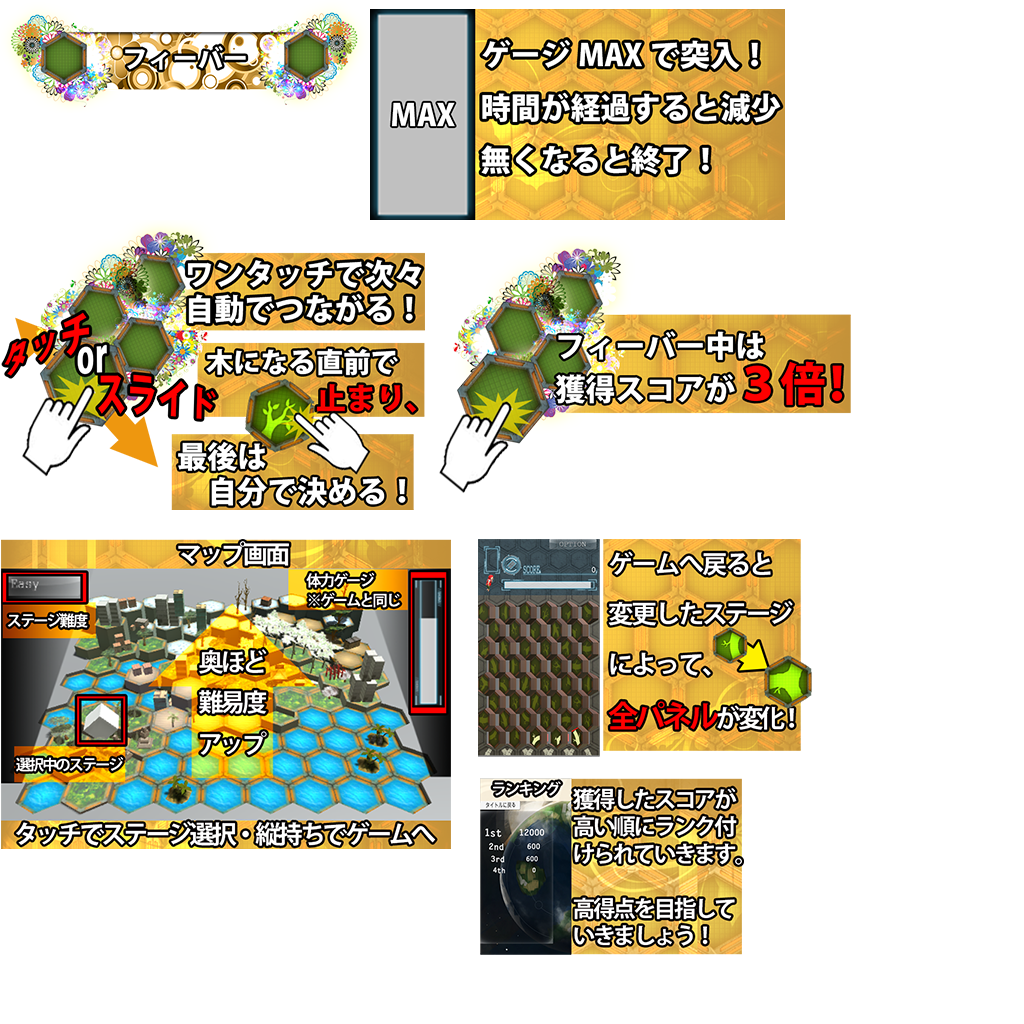 フィーバー
MAX
ゲージ MAX で突入！
時間が経過すると減少
無くなると終了！
タッチ
or
スライド
ワンタッチで次々
自動でつながる！
木になる直前で
止まり、
最後は
自分で決める！
フィーバー中は
獲得スコアが３倍!
マップ画面
Easy
ステージ難度
体力ゲージ
※ゲームと同じ
奥ほど
難易度
アップ
選択中のステージ
タッチでステージ選択・縦持ちでゲームへ
OPTION
SCORE
0,
ゲームへ戻ると
変更したステージ
によって、
全パネルが変化!
ランキング
タイトルに戻る
1st 12000
2nd 600
3rd 600
4th 0
獲得したスコアが
高い順にランク付
けられていきます。
高得点を目指して
いきましょう！